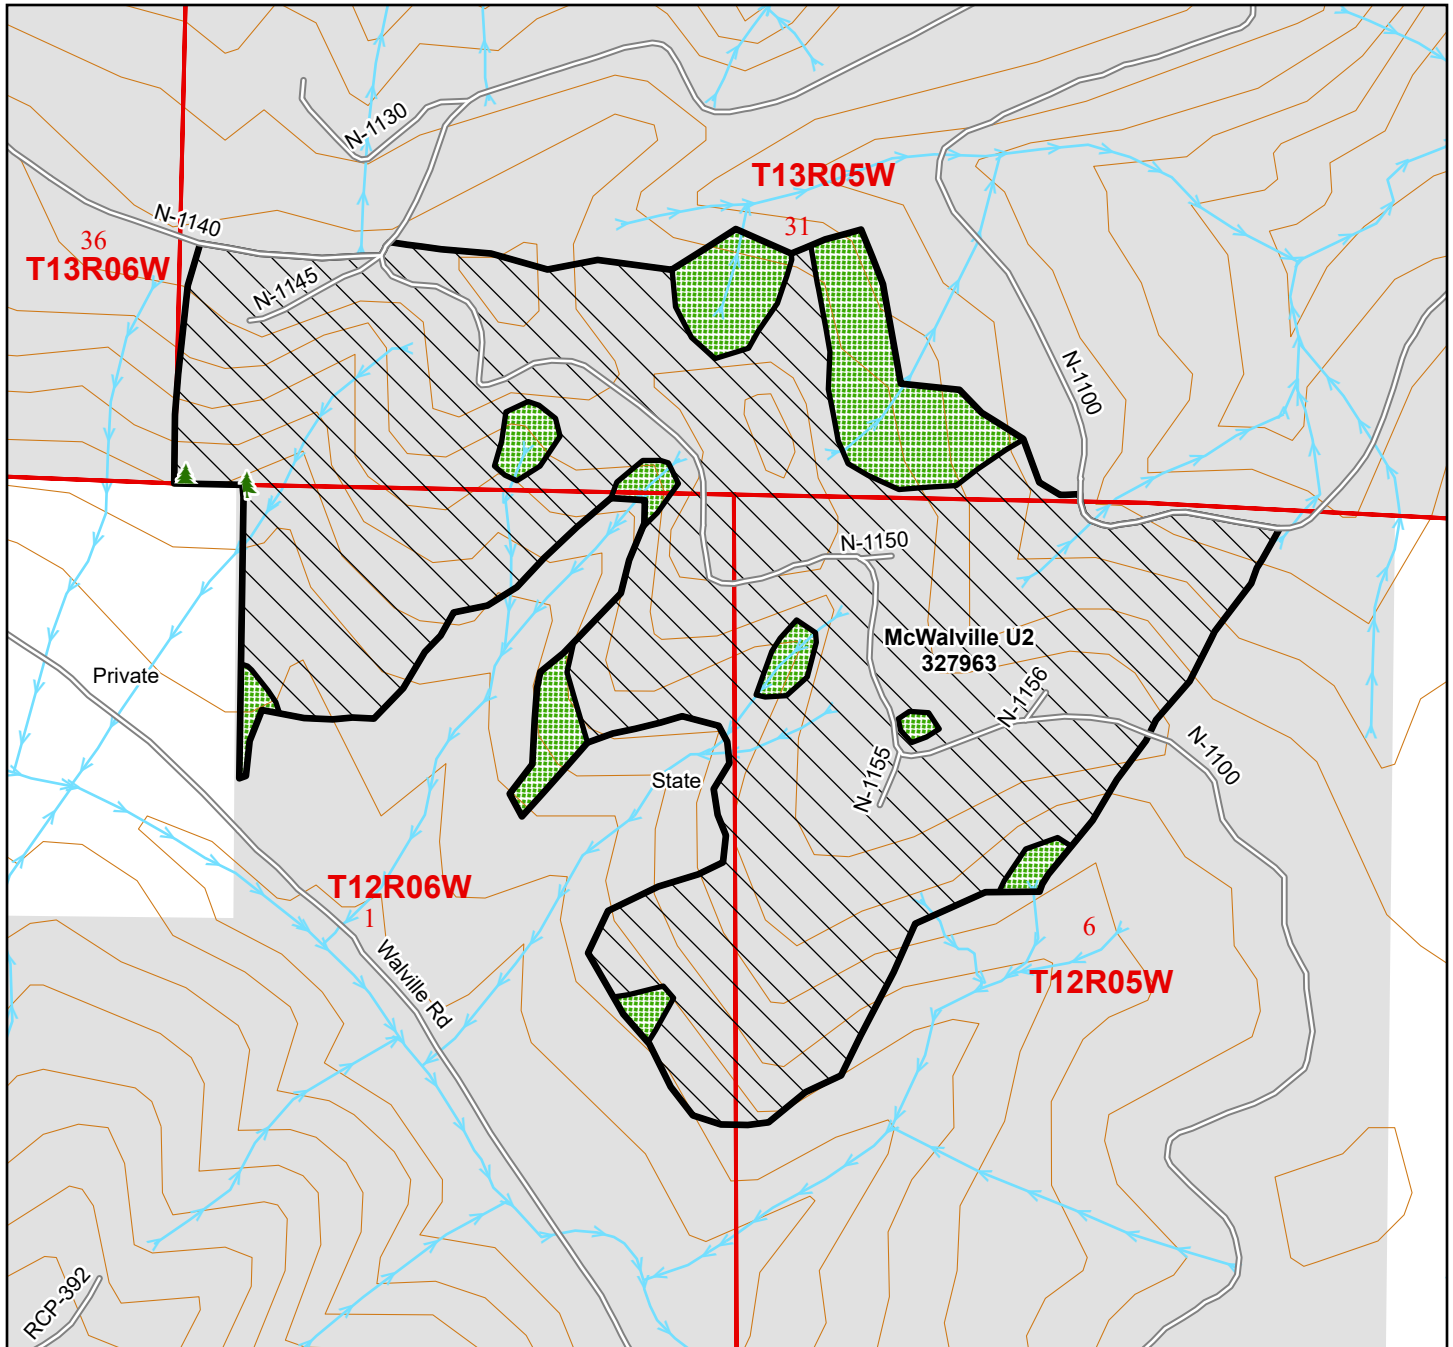 N-1130
T13R05W
31
N-1140
36
T13R06W
N-1145
N-1100
N-1150
McWalville U2
327963
Private
N-1156
N-1100
N-1155
State
T12R06W
1
6
T12R05W
Walville Rd
RCP-392